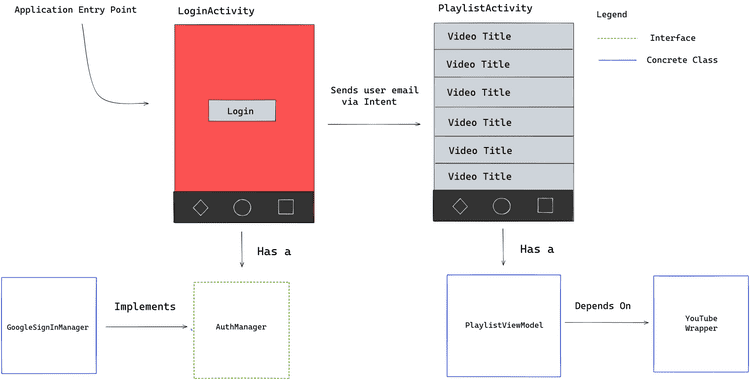 Application Entry Point
LoginActivity
Login
Sends user email
via Intent
PlaylistActivity
Video Title
Video Title
Video Title
Video Title
Video Title
Video Title
Legend
Interface
Concrete Class
Has a
Has a
GoogleSignInManager
Implements
AuthManager
PlaylistViewModel
Depends On
YouTube
Wrapper